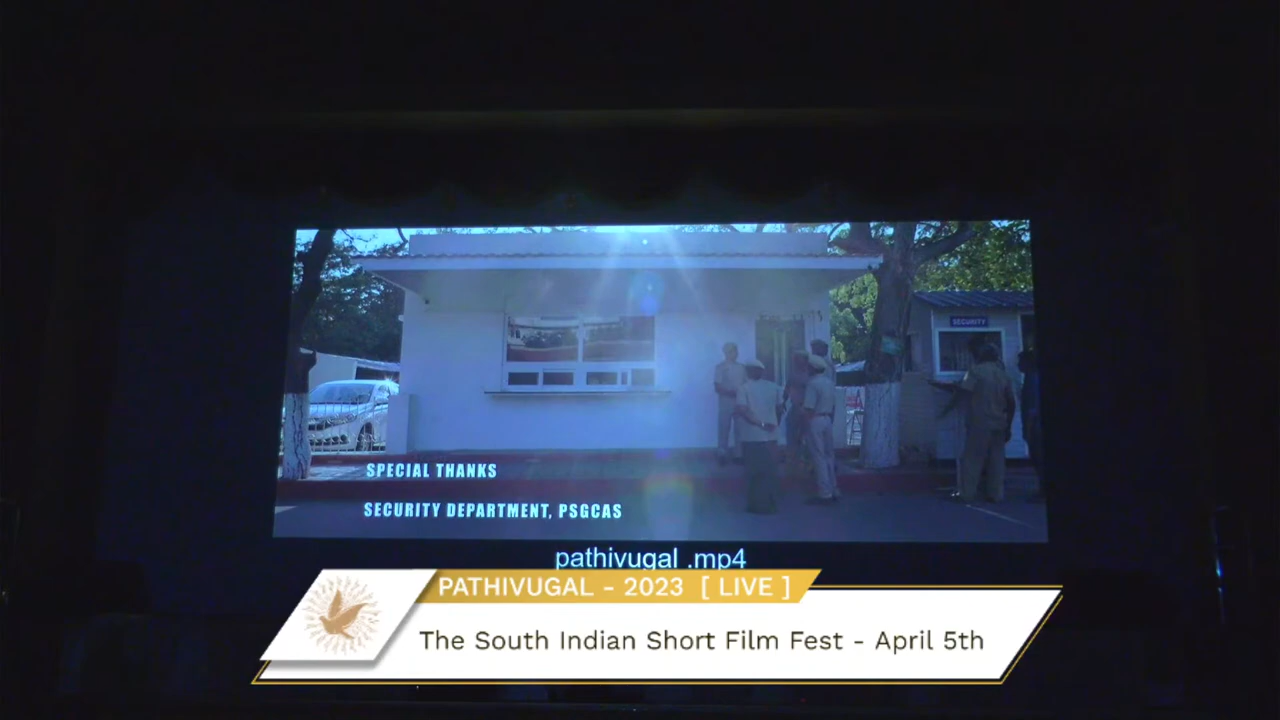 SECURITY
SPECIAL THANKS
SECURITY DEPARTMENT, PSGCAS
pathivugal .mp4
PATHIVUGAL - 2023 [ LIVE ]
The South Indian Short Film Fest - April 5th